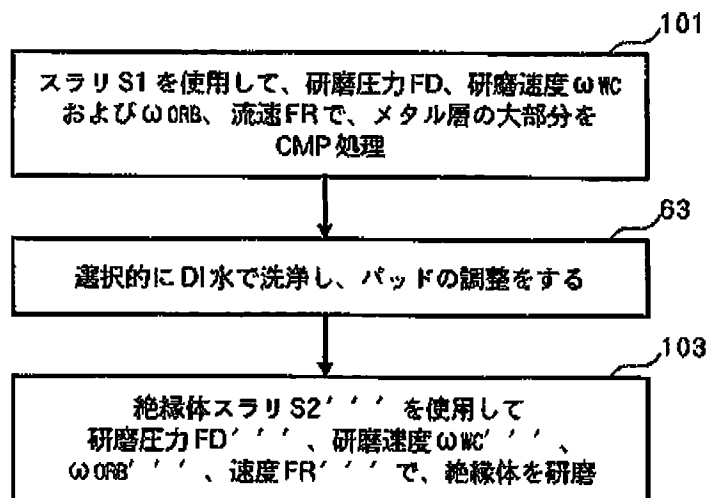 101
スラリS1を使用して、研磨圧力FD、研磨速度ωWC
およびωORB、流速FRで、メタル層の大部分を
CMP処理
63
選択的にDI水で洗浄し、パッドの調整をする
103
絶縁体スラリS2′′′を使用して
研磨圧力FD′′′、研磨速度ωWC′′′、
ωORB′′′、速度FR′′′で、絶縁体を研磨